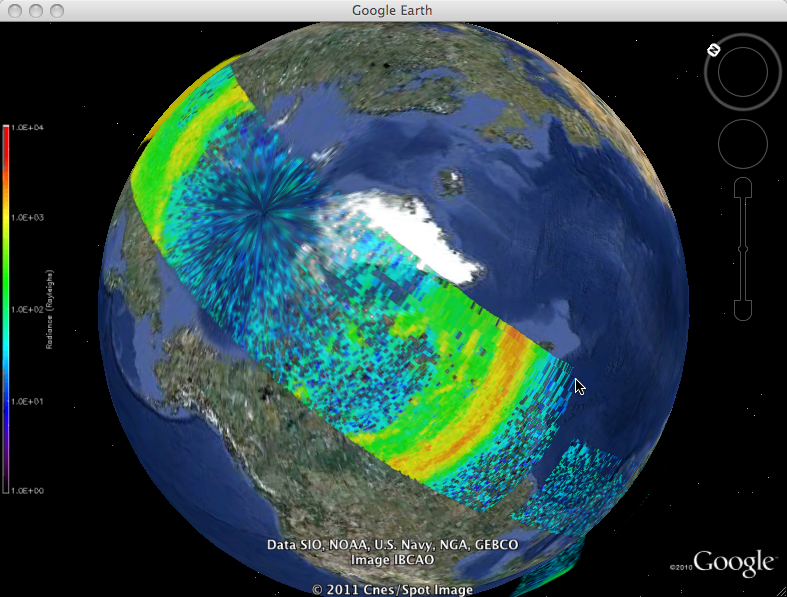 Google Earth
N
1.0E+04
1.0E+03
1.0E+02
1.0E+01
1.0E+00
Radiance (Rayleighs)
Data SIO, NOAA, U.S. Navy, NGA, GEBCO
Image IBCAO
© 2011 Cnes/Spot Image
©2010 Google™